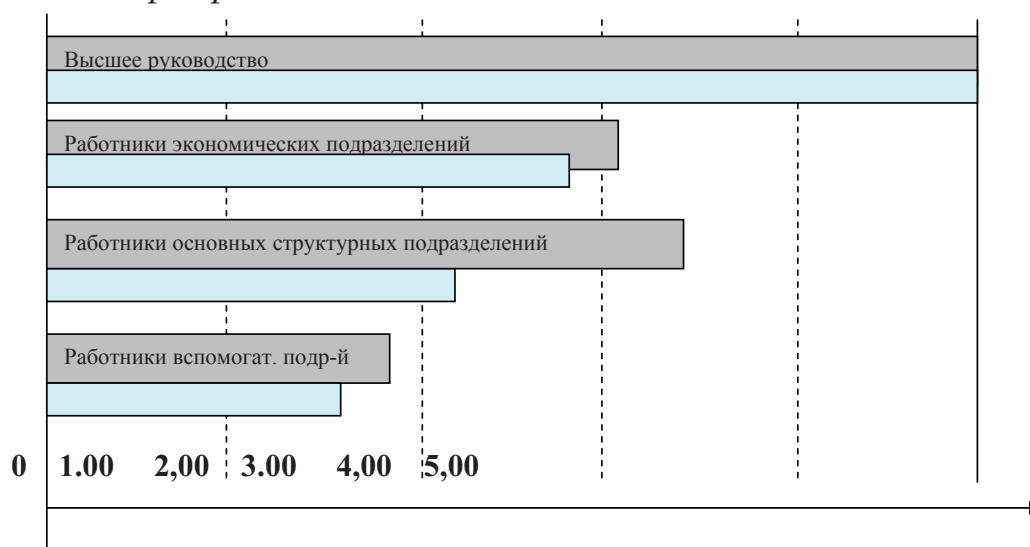 Высшее руководство
Работники экономических подразделений
Работники основных структурных подразделений
Работники вспомогат. подр-й
0 1.00 2,00 3.00 4,00 5,00